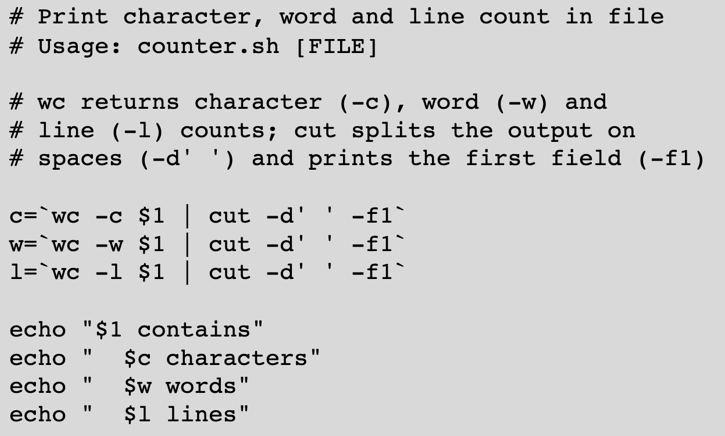 # Print character, word and line count in file
# Usage: counter.sh [FILE]

# wc returns character (-c), word (-w) and
# line (-l) counts; cut splits the output on
# spaces (-d' ') and prints the first field (-f1)

c=`wc -c $1 | cut -d' ' -f1`
w=`wc -w $1 | cut -d' ' -f1`
l=`wc -l $1 | cut -d' ' -f1`

echo "$1 contains"
echo "  $c characters"
echo "  $w words"
echo "  $l lines"